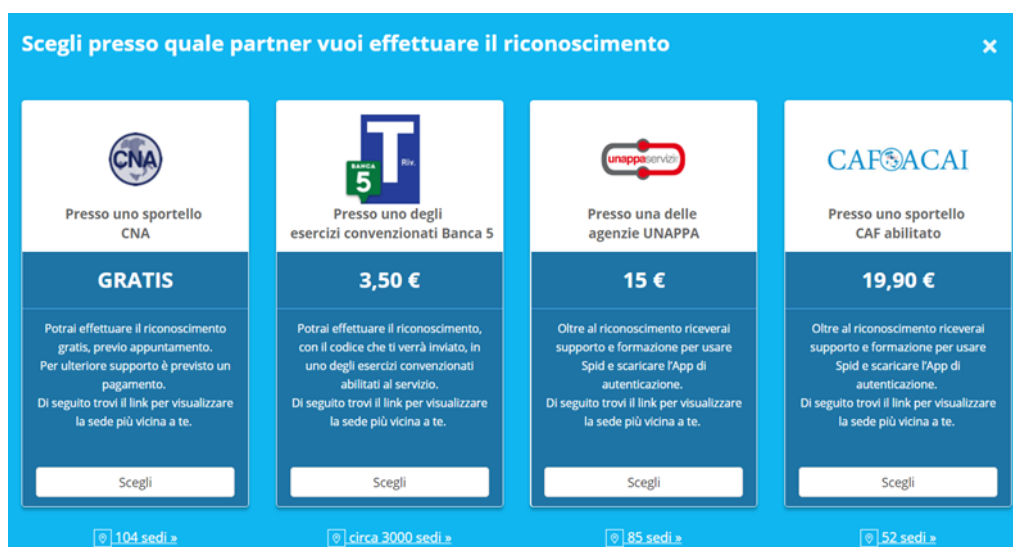 Scegli presso quale partner vuoi effettuare il riconoscimento
×
CNA
Presso uno sportello
CNA
GRATIS
Potrai effettuare il riconoscimento
gratis, previo appuntamento.
Per ulteriore supporto è previsto un
pagamento.
Di seguito trovi il link per visualizzare
la sede più vicina a te.
Scegli
104 sedi »
T
Riv.
BANCA
5
Presso uno degli
esercizi convenzionati Banca 5
3,50 €
Potrai effettuare il riconoscimento,
con il codice che ti verrà inviato, in
uno degli esercizi convenzionati
abilitati al servizio.
Di seguito trovi il link per visualizzare
la sede più vicina a te.
Scegli
circa 3000 sedi »
unappaservizi
Presso una delle
agenzie UNAPPA
15 €
Oltre al riconoscimento riceverai
supporto e formazione per usare
Spid e scaricare l'App di
autenticazione.
Di seguito trovi il link per visualizzare
la sede più vicina a te.
Scegli
85 sedi »
CAF ACAI
Presso uno sportello
CAF abilitato
19,90 €
Oltre al riconoscimento riceverai
supporto e formazione per usare
Spid e scaricare l'App di
autenticazione.
Di seguito trovi il link per visualizzare
la sede più vicina a te.
Scegli
52 sedi »